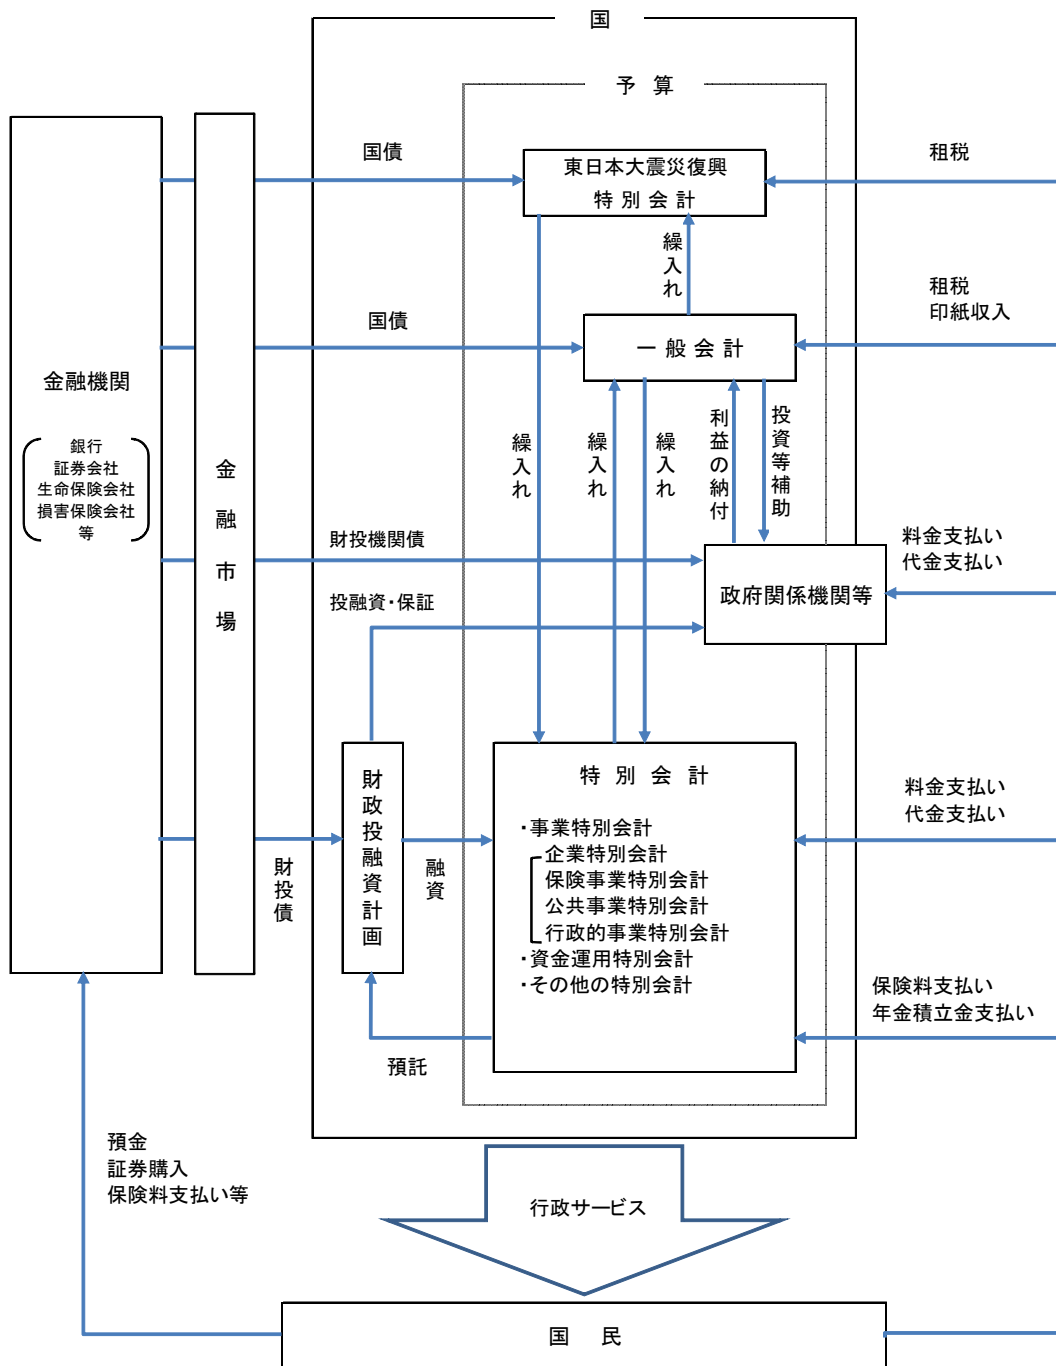 国
予 算
国債
東日本大震災復興
特 別 会 計
租税
繰入れ
租税
印紙収入
国債
一 般 会 計
金融機関
銀行
証券会社
生命保険会社
損害保険会社
等
金融市場
繰入れ
繰入れ
繰入れ
利益の納付
投資等補助
財投機関債
料金支払い
代金支払い
政府関係機関等
投融資・保証
財政投融資計画
特 別 会 計
料金支払い
代金支払い
・事業特別会計
企業特別会計
保険事業特別会計
公共事業特別会計
行政的事業特別会計
・資金運用特別会計
・その他の特別会計
財投債
融資
保険料支払い
年金積立金支払い
預託
預金
証券購入
保険料支払い等
行政サービス
国 民